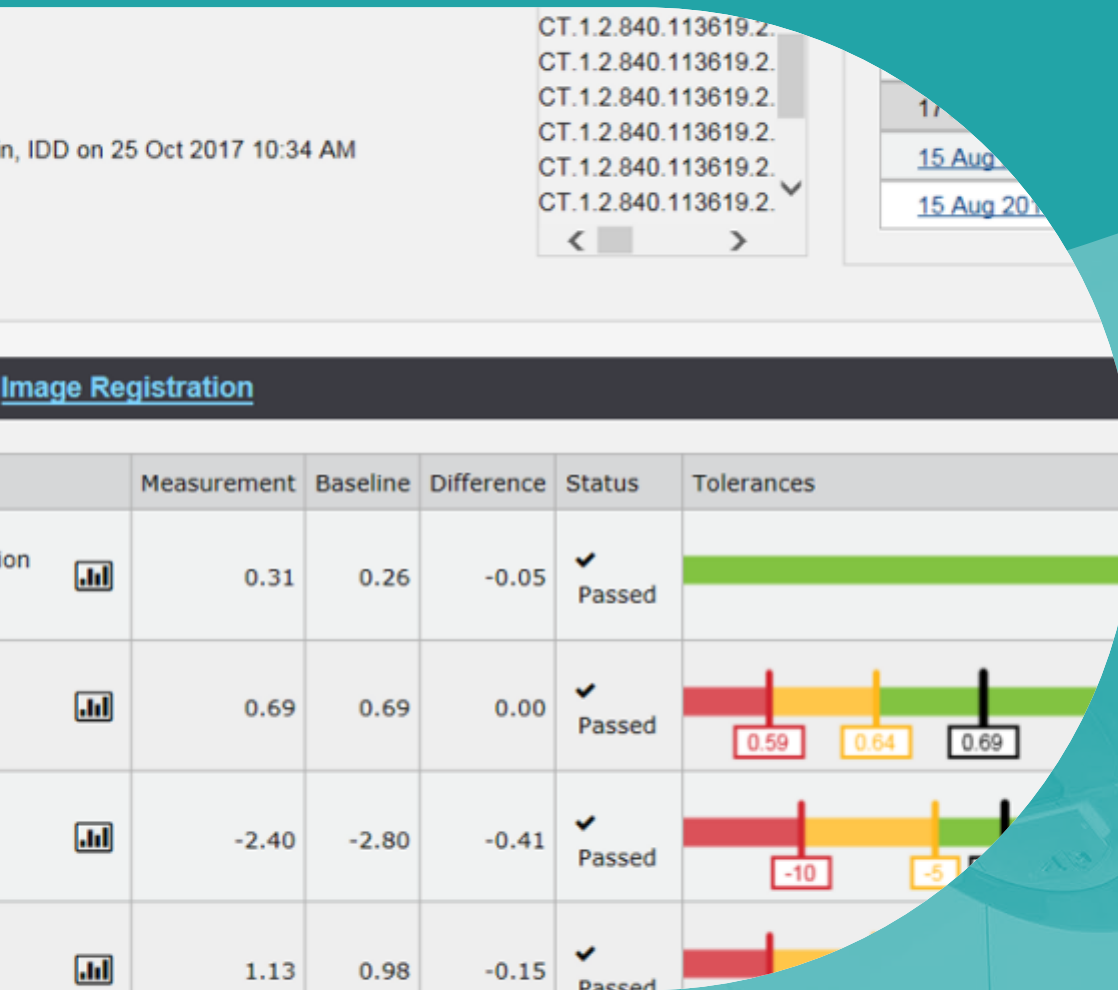 CT.1.2.840.113619.2.
CT.1.2.840.113619.2.
CT.1.2.840.113619.2.
CT.1.2.840.113619.2.
CT.1.2.840.113619.2.
CT.1.2.840.113619.2.
17
15 Aug
15 Aug 201
n, IDD on 25 Oct 2017 10:34 AM
Image Registration
Measurement Baseline Difference Status Tolerances
ion 0.31 0.26 -0.05 Passed
0.69 0.69 0.00 Passed
0.59 0.64 0.69
-2.40 -2.80 -0.41 Passed
-10 -5
1.13 0.98 -0.15 Passed